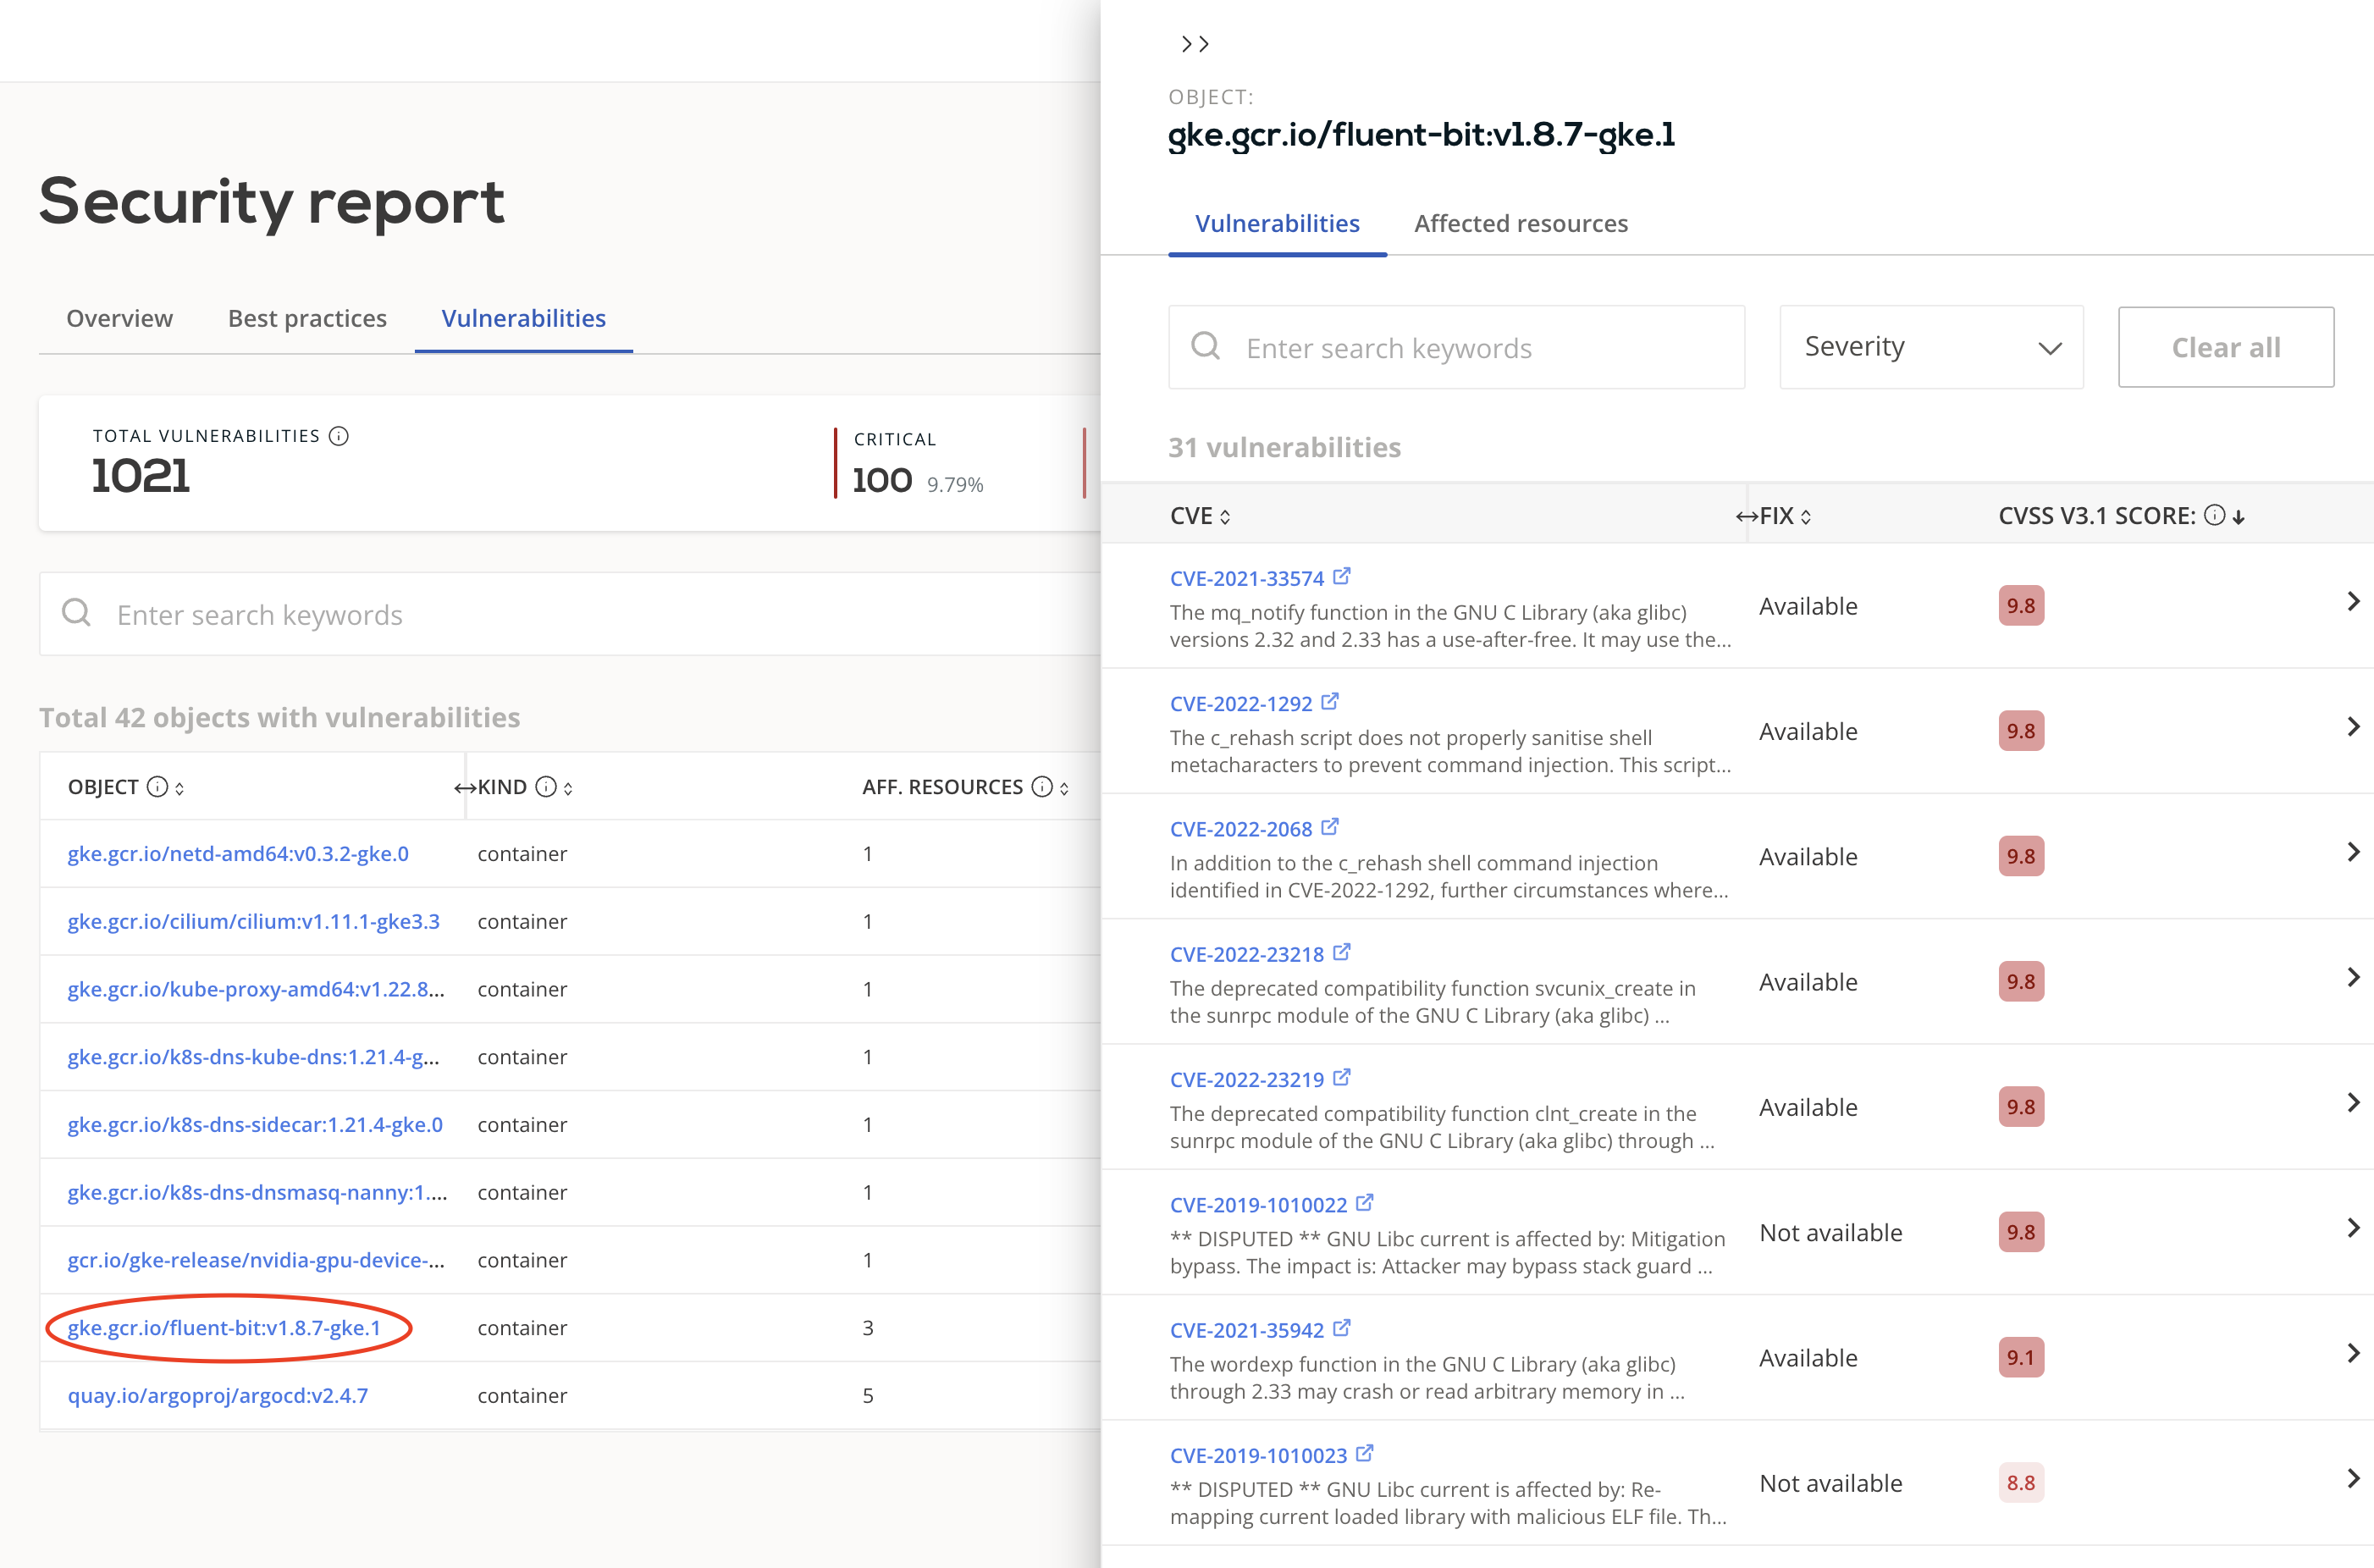 Security report
Overview Best practices Vulnerabilities
TOTAL VULNERABILITIES
1021
CRITICAL
100 9.79%
Enter search keywords
Total 42 objects with vulnerabilities
OBJECT KIND AFF. RESOURCES
gke.gcr.io/netd-amd64:v0.3.2-gke.0 container 1
gke.gcr.io/cilium/cilium:v1.11.1-gke3.3 container 1
gke.gcr.io/kube-proxy-amd64:v1.22.8... container 1
gke.gcr.io/k8s-dns-kube-dns:1.21.4-g... container 1
gke.gcr.io/k8s-dns-sidecar:1.21.4-gke.0 container 1
gke.gcr.io/k8s-dns-dnsmasq-nanny:1.... container 1
gcr.io/gke-release/nvidia-gpu-device-... container 1
gke.gcr.io/fluent-bit:v1.8.7-gke.1 container 3
quay.io/argoproj/argocd:v2.4.7 container 5
OBJECT:
gke.gcr.io/fluent-bit:v1.8.7-gke.1
Vulnerabilities Affected resources
Enter search keywords Severity Clear all
31 vulnerabilities
CVE FIX CVSS V3.1 SCORE:
CVE-2021-33574
The mq_notify function in the GNU C Library (aka glibc)
versions 2.32 and 2.33 has a use-after-free. It may use the...
Available 9.8
CVE-2022-1292
The c_rehash script does not properly sanitise shell
metacharacters to prevent command injection. This script...
Available 9.8
CVE-2022-2068
In addition to the c_rehash shell command injection
identified in CVE-2022-1292, further circumstances where...
Available 9.8
CVE-2022-23218
The deprecated compatibility function svcunix_create in
the sunrpc module of the GNU C Library (aka glibc) ...
Available 9.8
CVE-2022-23219
The deprecated compatibility function clnt_create in the
sunrpc module of the GNU C Library (aka glibc) through ...
Available 9.8
CVE-2019-1010022
** DISPUTED ** GNU Libc current is affected by: Mitigation
bypass. The impact is: Attacker may bypass stack guard ...
Not available 9.8
CVE-2021-35942
The wordexp function in the GNU C Library (aka glibc)
through 2.33 may crash or read arbitrary memory in ...
Available 9.1
CVE-2019-1010023
** DISPUTED ** GNU Libc current is affected by: Re-
mapping current loaded library with malicious ELF file. Th...
Not available 8.8